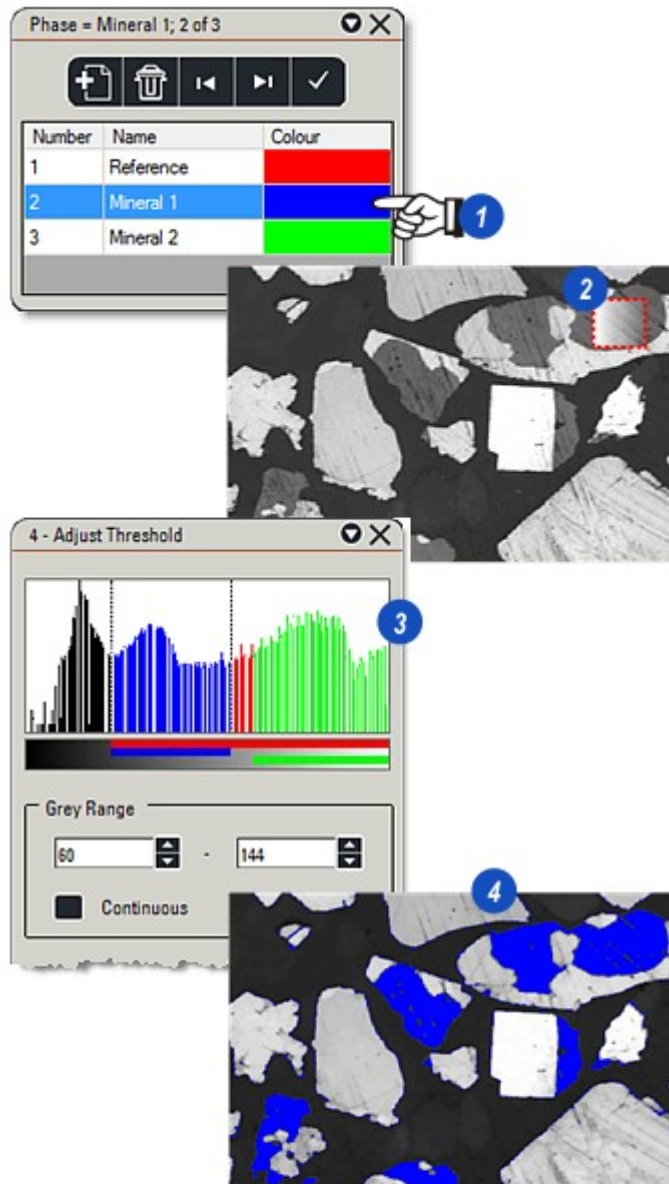 Phase = Mineral 1; 2 of 3
Number Name Colour
1 Reference
2 Mineral 1
3 Mineral 2
1
2
4 - Adjust Threshold
3
Grey Range
60 - 144
Continuous
4